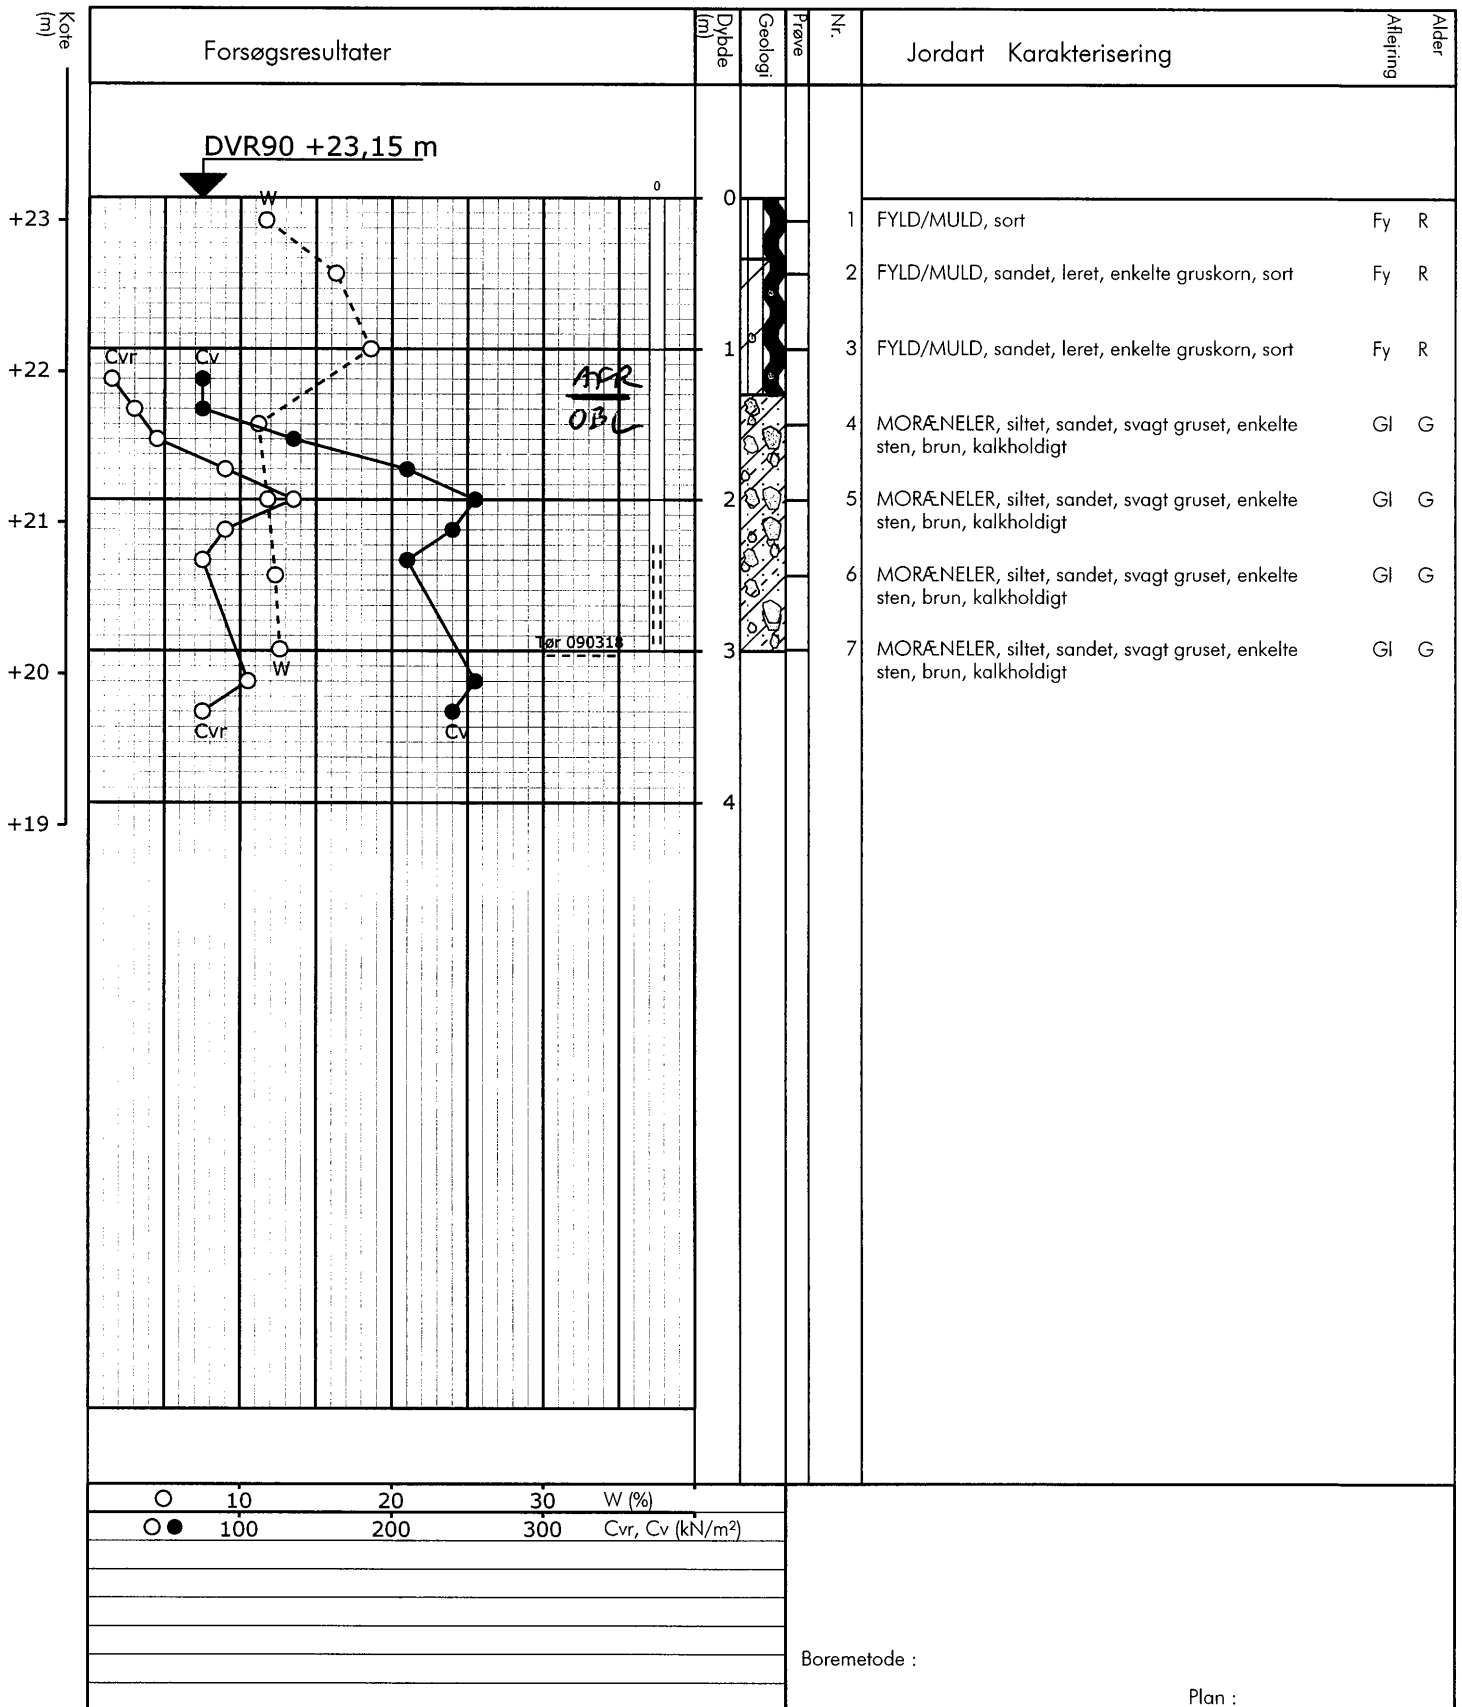 Kote (m)
Forsøgsresultater
Dybde (m)
Geologi
Prøve
Nr.
Jordart Karakterisering
Aflejring
Alder
DVR90 +23,15 m
W
0
0
+23
1 FYLD/MULD, sort Fy R
2 FYLD/MULD, sandet, leret, enkelte gruskorn, sort Fy R
1
3 FYLD/MULD, sandet, leret, enkelte gruskorn, sort Fy R
Cvr
Cv
+22
AFR
OBL
4 MORÆNELER, siltet, sandet, svagt gruset, enkelte Gl G
sten, brun, kalkholdigt
2
5 MORÆNELER, siltet, sandet, svagt gruset, enkelte Gl G
sten, brun, kalkholdigt
+21
6 MORÆNELER, siltet, sandet, svagt gruset, enkelte Gl G
sten, brun, kalkholdigt
Tør 090318
3
7 MORÆNELER, siltet, sandet, svagt gruset, enkelte Gl G
sten, brun, kalkholdigt
W
+20
Cvr
Cv
4
+19
10 20 30 W (%)
100 200 300 Cvr, Cv (kN/m²)
Boremetode :
Plan :